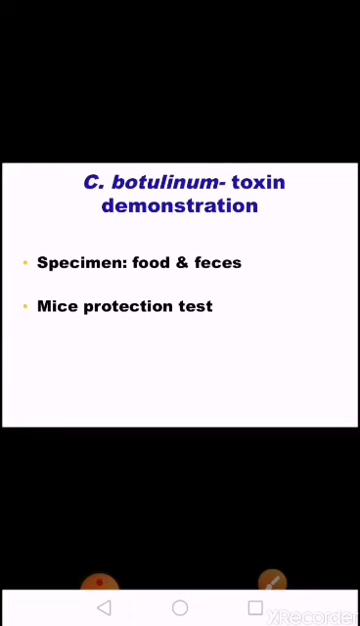 C. botulinum- toxin
demonstration
• Specimen: food & feces
• Mice protection test
XRecorder